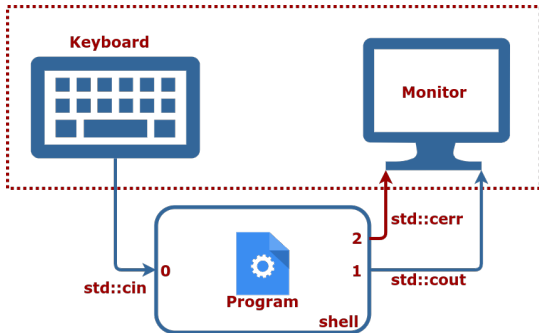 Keyboard
Monitor
std::cerr
2
0
1
std::cin
std::cout
Program
shell